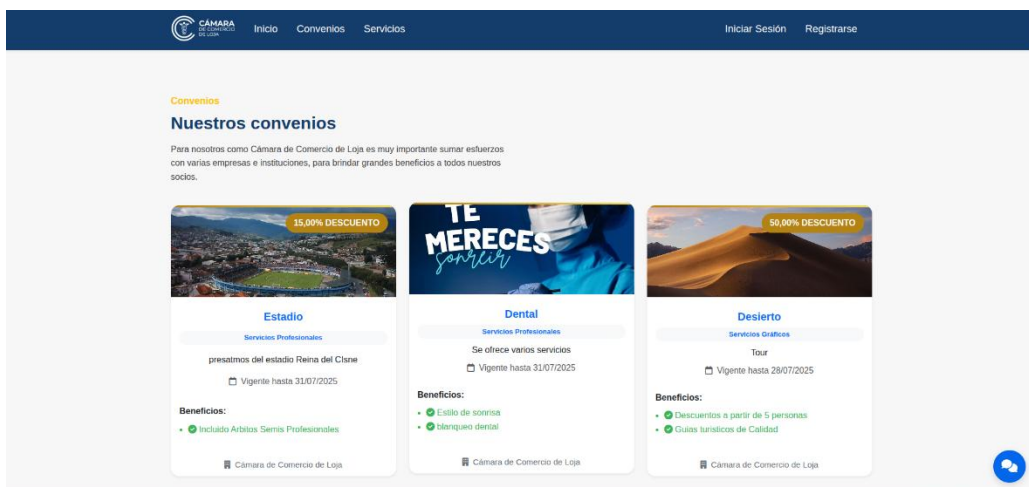 CÁMARA
DE COMERCIO
DE LOJA
Inicio Convenios Servicios
Iniciar Sesión Registrarse
Convenios
Nuestros convenios
Para nosotros como Cámara de Comercio de Loja es muy importante sumar esfuerzos
con varias empresas e instituciones, para brindar grandes beneficios a todos nuestros
socios.
15,00% DESCUENTO
Estadio
Servicios Profesionales
presatmos del estadio Reina del CIsne
Vigente hasta 31/07/2025
Beneficios:
Incluido Arbitos Semis Profesionales
Cámara de Comercio de Loja
TE
MERECES
sonreír
Dental
Servicios Profesionales
Se ofrece varios servicios
Vigente hasta 31/07/2025
Beneficios:
Estilo de sonrisa
blanqueo dental
Cámara de Comercio de Loja
50,00% DESCUENTO
Desierto
Servicios Gráficos
Tour
Vigente hasta 28/07/2025
Beneficios:
Descuentos a partir de 5 personas
Guias turisticos de Calidad
Cámara de Comercio de Loja